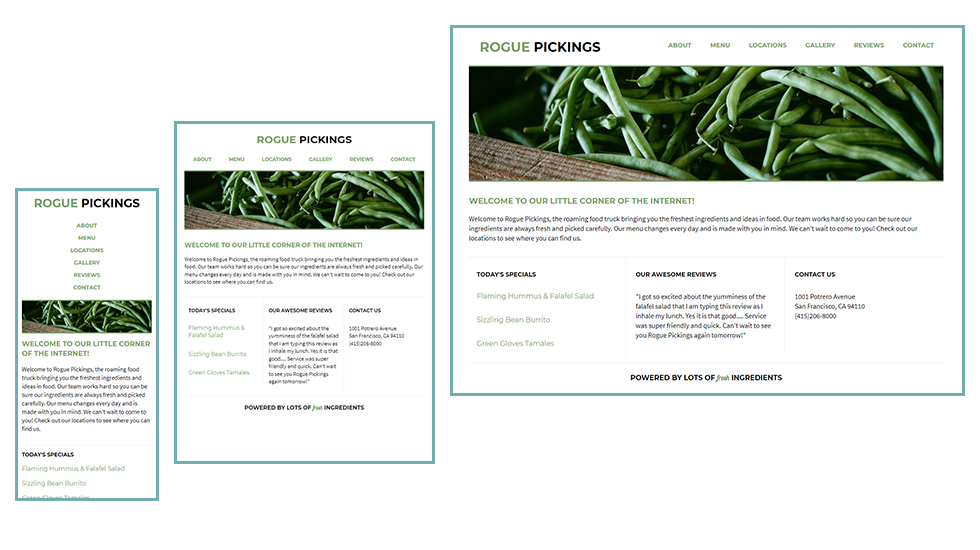 ROGUE PICKINGS
ABOUT
MENU
LOCATIONS
GALLERY
REVIEWS
CONTACT
WELCOME TO OUR LITTLE CORNER
OF THE INTERNET!
Welcome to Rogue Pickings, the roaming food
truck bringing you the freshest ingredients and
ideas in food. Our team works hard so you can be
sure our ingredients are always fresh and picked
carefully. Our menu changes every day and is
made with you in mind. We can't wait to come to
you! Check out our locations to see where you can
find us.
TODAY'S SPECIALS
Flaming Hummus & Falafel Salad
Sizzling Bean Burrito
Green Gloves Tamales
ROGUE PICKINGS
ABOUT MENU LOCATIONS GALLERY REVIEWS CONTACT
WELCOME TO OUR LITTLE CORNER OF THE INTERNET!
Welcome to Rogue Pickings, the roaming food truck bringing you the freshest ingredients and ideas in
food. Our team works hard so you can be sure our ingredients are always fresh and picked carefully. Our
menu changes every day and is made with you in mind. We can't wait to come to you! Check out our
locations to see where you can find us.
TODAY'S SPECIALS
Flaming Hummus &
Falafel Salad
Sizzling Bean Burrito
Green Gloves Tamales
OUR AWESOME REVIEWS
"I got so excited about the
yumminess of the falafel salad
that I am typing this review as
I inhale my lunch. Yes it is that
good.... Service was super
friendly and quick. Can't wait
to see you Rogue Pickings
again tomorrow!"
CONTACT US
1001 Potrero Avenue
San Francisco, CA 94110
(415)206-8000
POWERED BY LOTS OF fresh INGREDIENTS
ROGUE PICKINGS
ABOUT MENU LOCATIONS GALLERY REVIEWS CONTACT
WELCOME TO OUR LITTLE CORNER OF THE INTERNET!
Welcome to Rogue Pickings, the roaming food truck bringing you the freshest ingredients and ideas in food. Our team works hard so you can be sure our
ingredients are always fresh and picked carefully. Our menu changes every day and is made with you in mind. We can't wait to come to you! Check out our
locations to see where you can find us.
TODAY'S SPECIALS
Flaming Hummus & Falafel Salad
Sizzling Bean Burrito
Green Gloves Tamales
OUR AWESOME REVIEWS
"I got so excited about the yumminess of the
falafel salad that I am typing this review as I
inhale my lunch. Yes it is that good.... Service
was super friendly and quick. Can't wait to see
you Rogue Pickings again tomorrow!"
CONTACT US
1001 Potrero Avenue
San Francisco, CA 94110
(415)206-8000
POWERED BY LOTS OF fresh INGREDIENTS